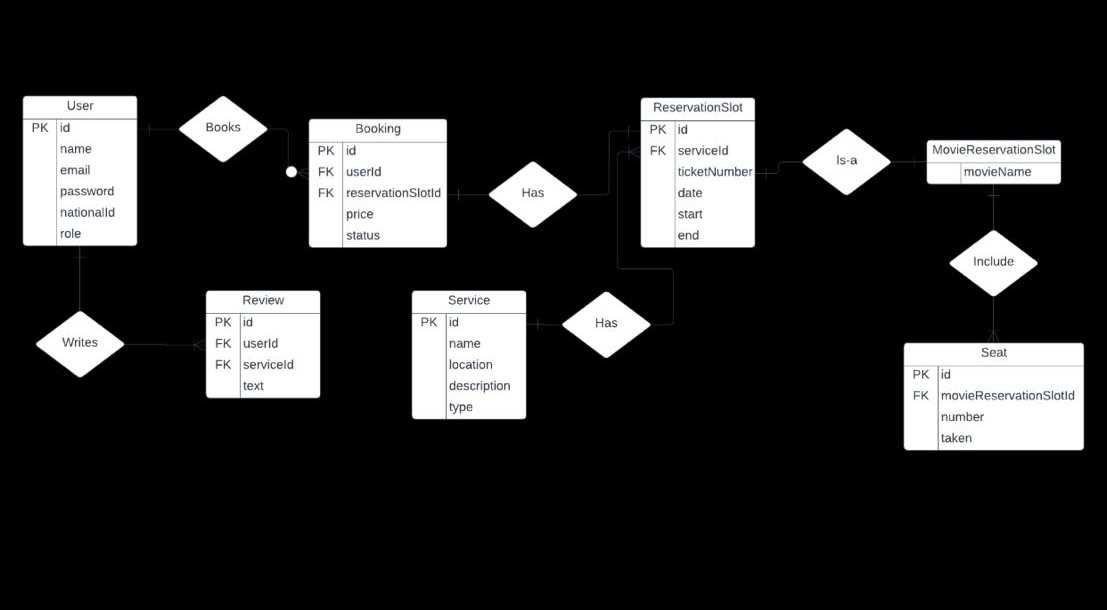 User
PK id
name
email
password
nationalId
role
Books
Booking
PK id
FK userId
FK reservationSlotId
price
status
Has
ReservationSlot
PK id
FK serviceId
ticketNumber
date
start
end
Is-a
MovieReservationSlot
movieName
Include
Writes
Review
PK id
FK userId
FK serviceId
text
Service
PK id
name
location
description
type
Has
Seat
PK id
FK movieReservationSlotId
number
taken